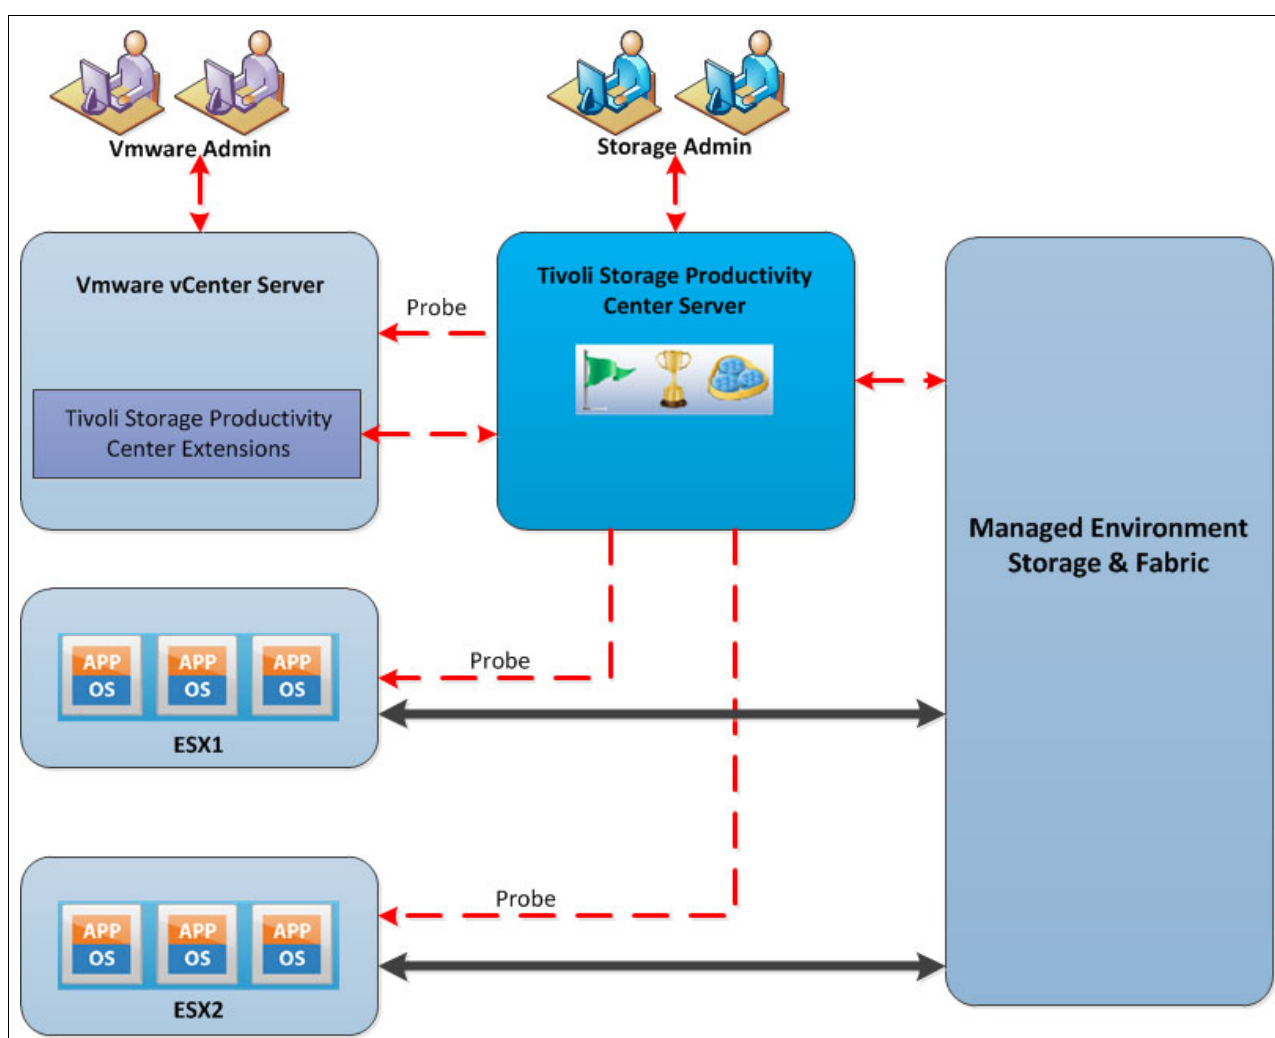 Vmware Admin
Storage Admin
Vmware vCenter Server
Tivoli Storage Productivity
Center Extensions
Probe
Tivoli Storage Productivity
Center Server
Managed Environment
Storage & Fabric
APP
OS
APP
OS
APP
OS
ESX1
Probe
APP
OS
APP
OS
APP
OS
ESX2
Probe